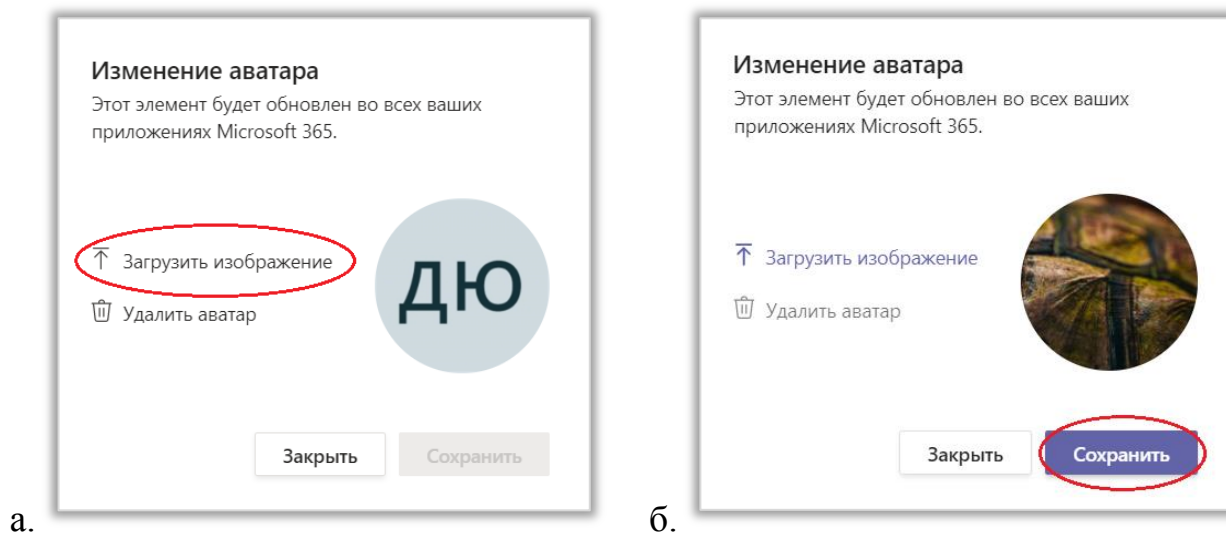 Изменение аватара
Этот элемент будет обновлен во всех ваших
приложениях Microsoft 365.
Загрузить изображение
Удалить аватар
ДЮ
Закрыть
Сохранить
а.
Изменение аватара
Этот элемент будет обновлен во всех ваших
приложениях Microsoft 365.
Загрузить изображение
Удалить аватар
Закрыть
Сохранить
б.